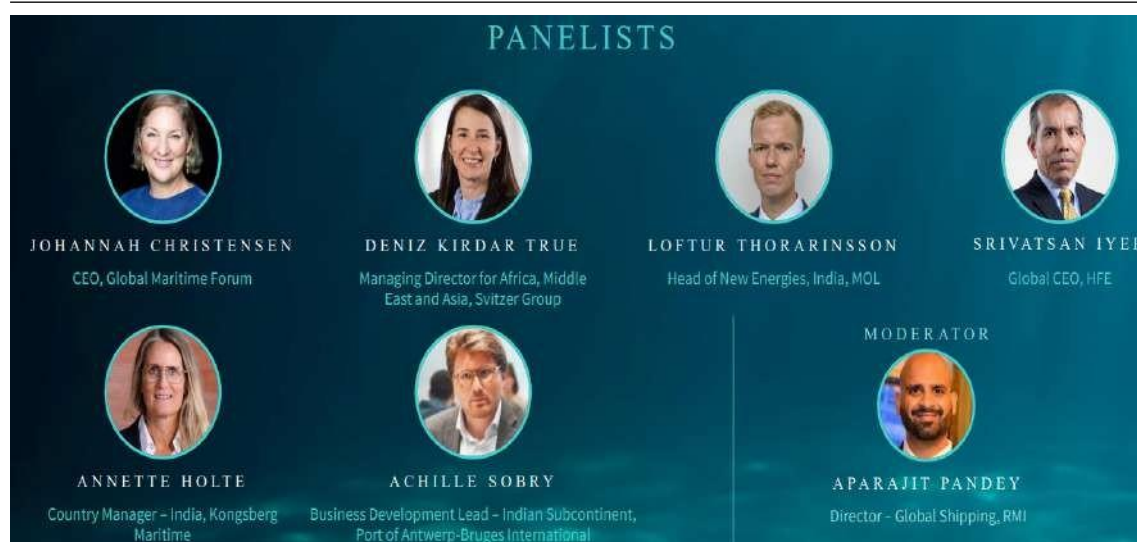 PANELISTS
JOHANNAH CHRISTENSEN
CEO, Global Maritime Forum
DENIZ KIRDAR TRUE
Managing Director for Africa, Middle
East and Asia, Svitzer Group
LOFTUR THORARINSSON
Head of New Energies, India, MOL
SRIVATSAN IYE
Global CEO, HFE
ANNETTE HOLTE
Country Manager – India, Kongsberg
Maritime
ACHILLE SOBRY
Business Development Lead – Indian Subcontinent,
Port of Antwerp-Bruges International
MODERATOR
APARAJIT PANDEY
Director – Global Shipping, RMI